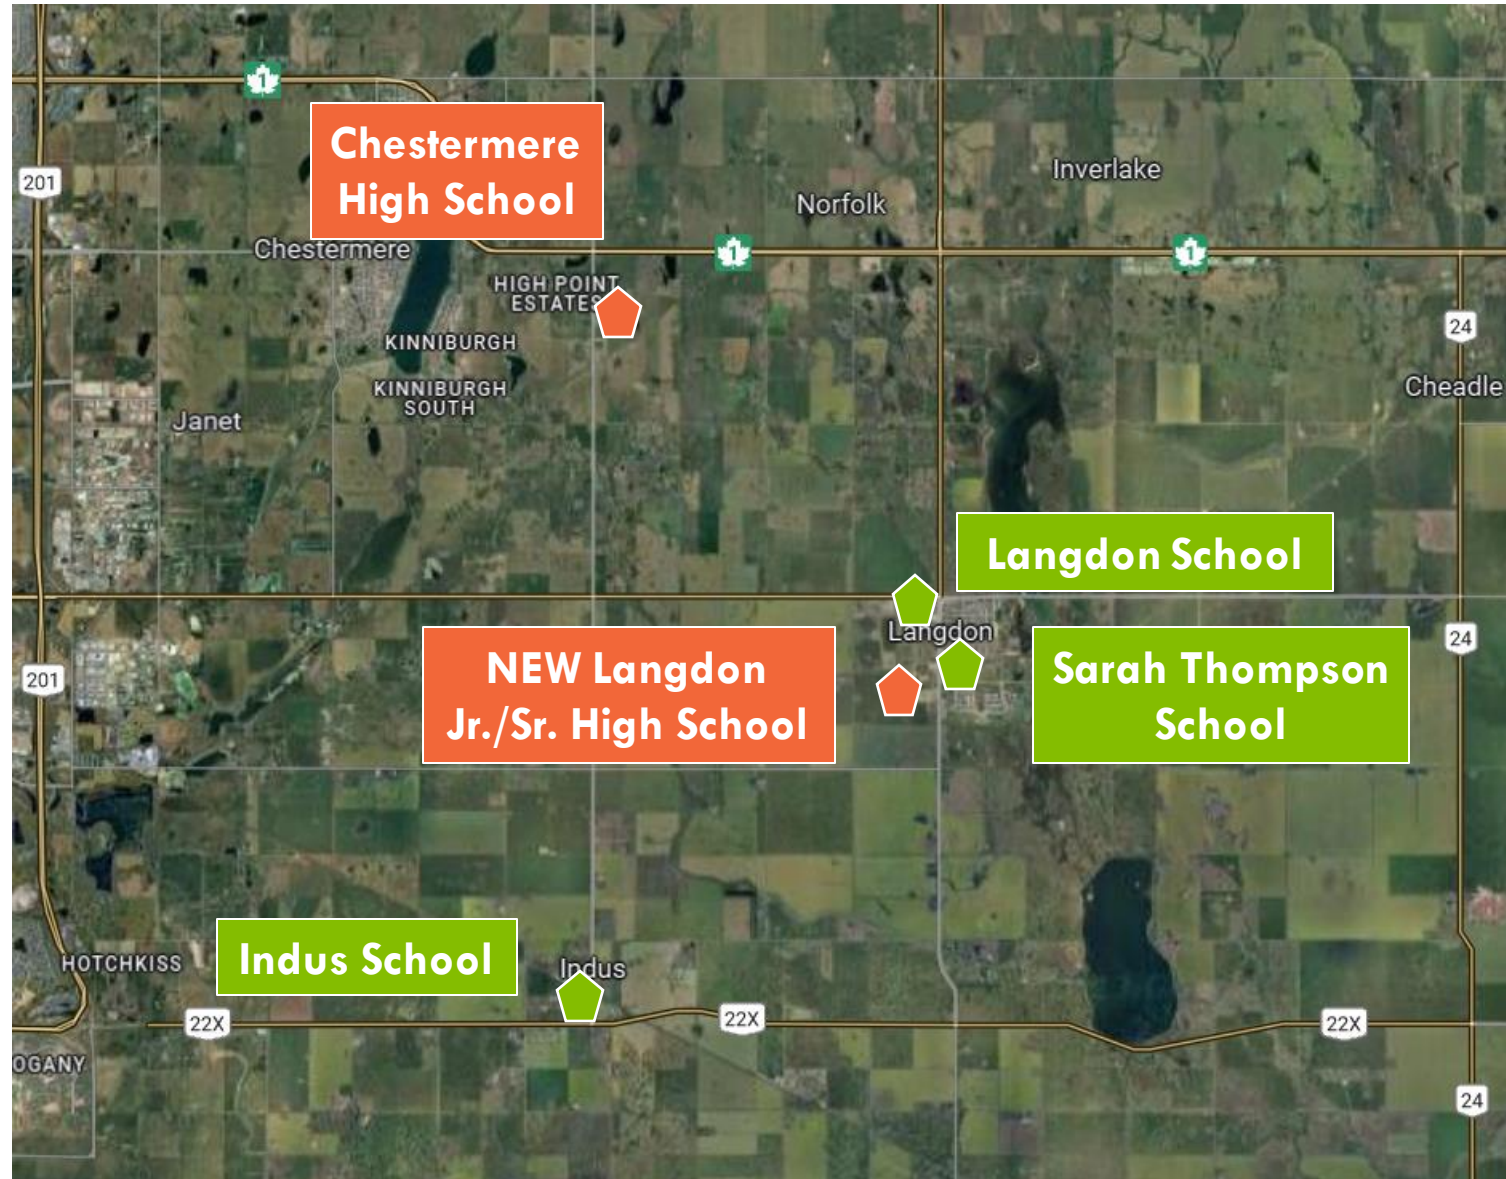 1
Chestermere
High School
201
Inverlake
Norfolk
Chestermere
1
1
HIGH POINT
ESTATES
24
KINNIBURGH
KINNIBURGH
SOUTH
Cheadle
Janet
Langdon School
Langdon
24
NEW Langdon
Jr./Sr. High School
Sarah Thompson
School
201
Indus School
HOTCHKISS
Indus
22X
22X
22X
OGANY
24